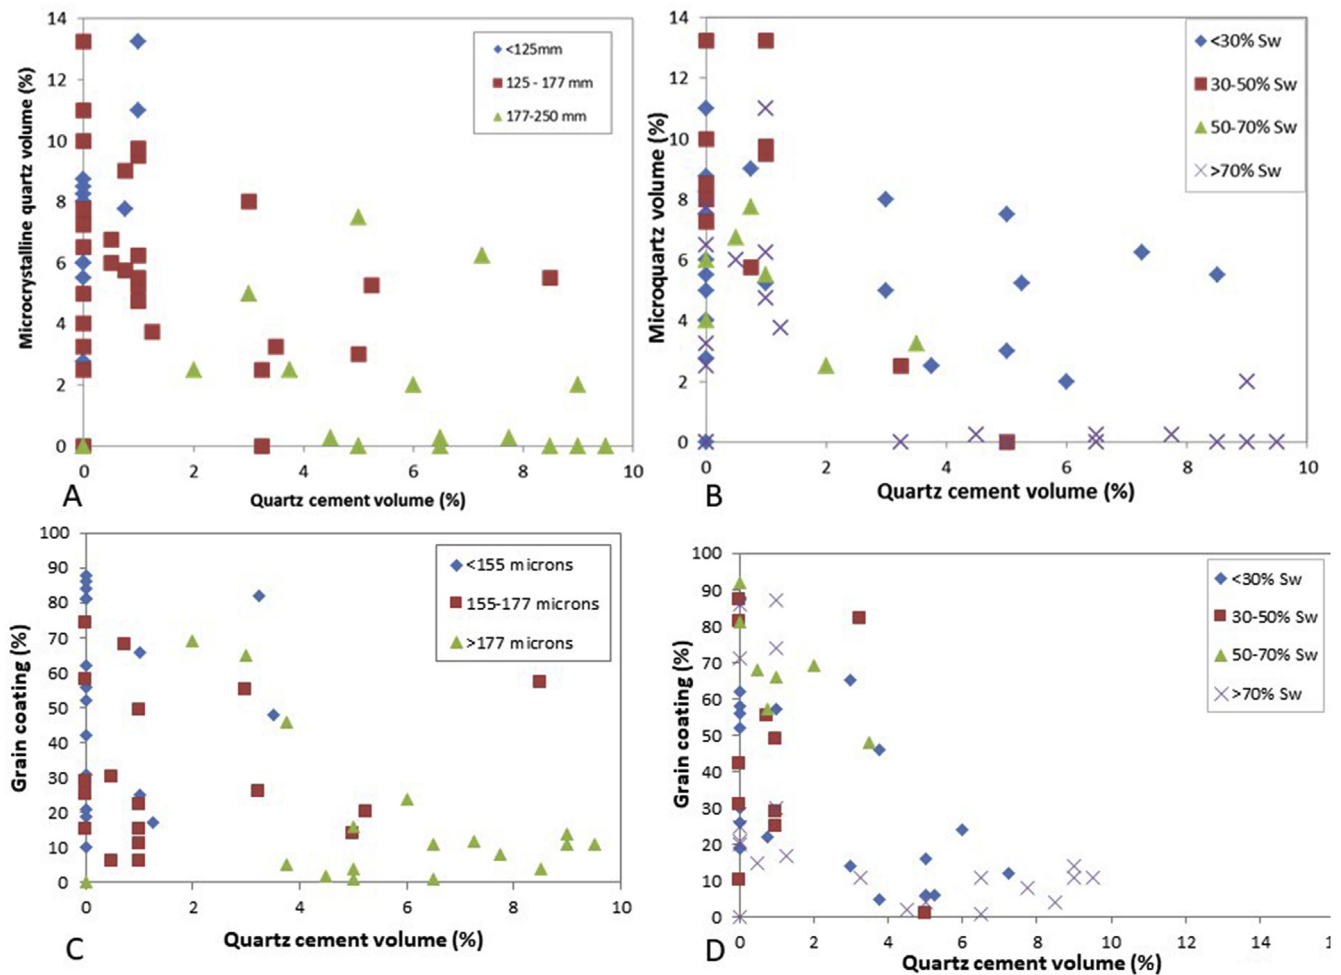 14
12
10
8
6
4
2
0
Microcrystalline quartz volume (%)
<125mm
125 - 177 mm
177-250 mm
0 2 4 6 8 10
Quartz cement volume (%)
A
14
12
10
8
6
4
2
0
Microquartz volume (%)
<30% Sw
30-50% Sw
50-70% Sw
>70% Sw
0 2 4 6 8 10
Quartz cement volume (%)
B
100
90
80
70
60
50
40
30
20
10
0
Grain coating (%)
<155 microns
155-177 microns
>177 microns
0 2 4 6 8 10
Quartz cement volume (%)
C
100
90
80
70
60
50
40
30
20
10
0
Grain coating (%)
<30% Sw
30-50% Sw
50-70% Sw
>70% Sw
0 2 4 6 8 10 12 14
Quartz cement volume (%)
D